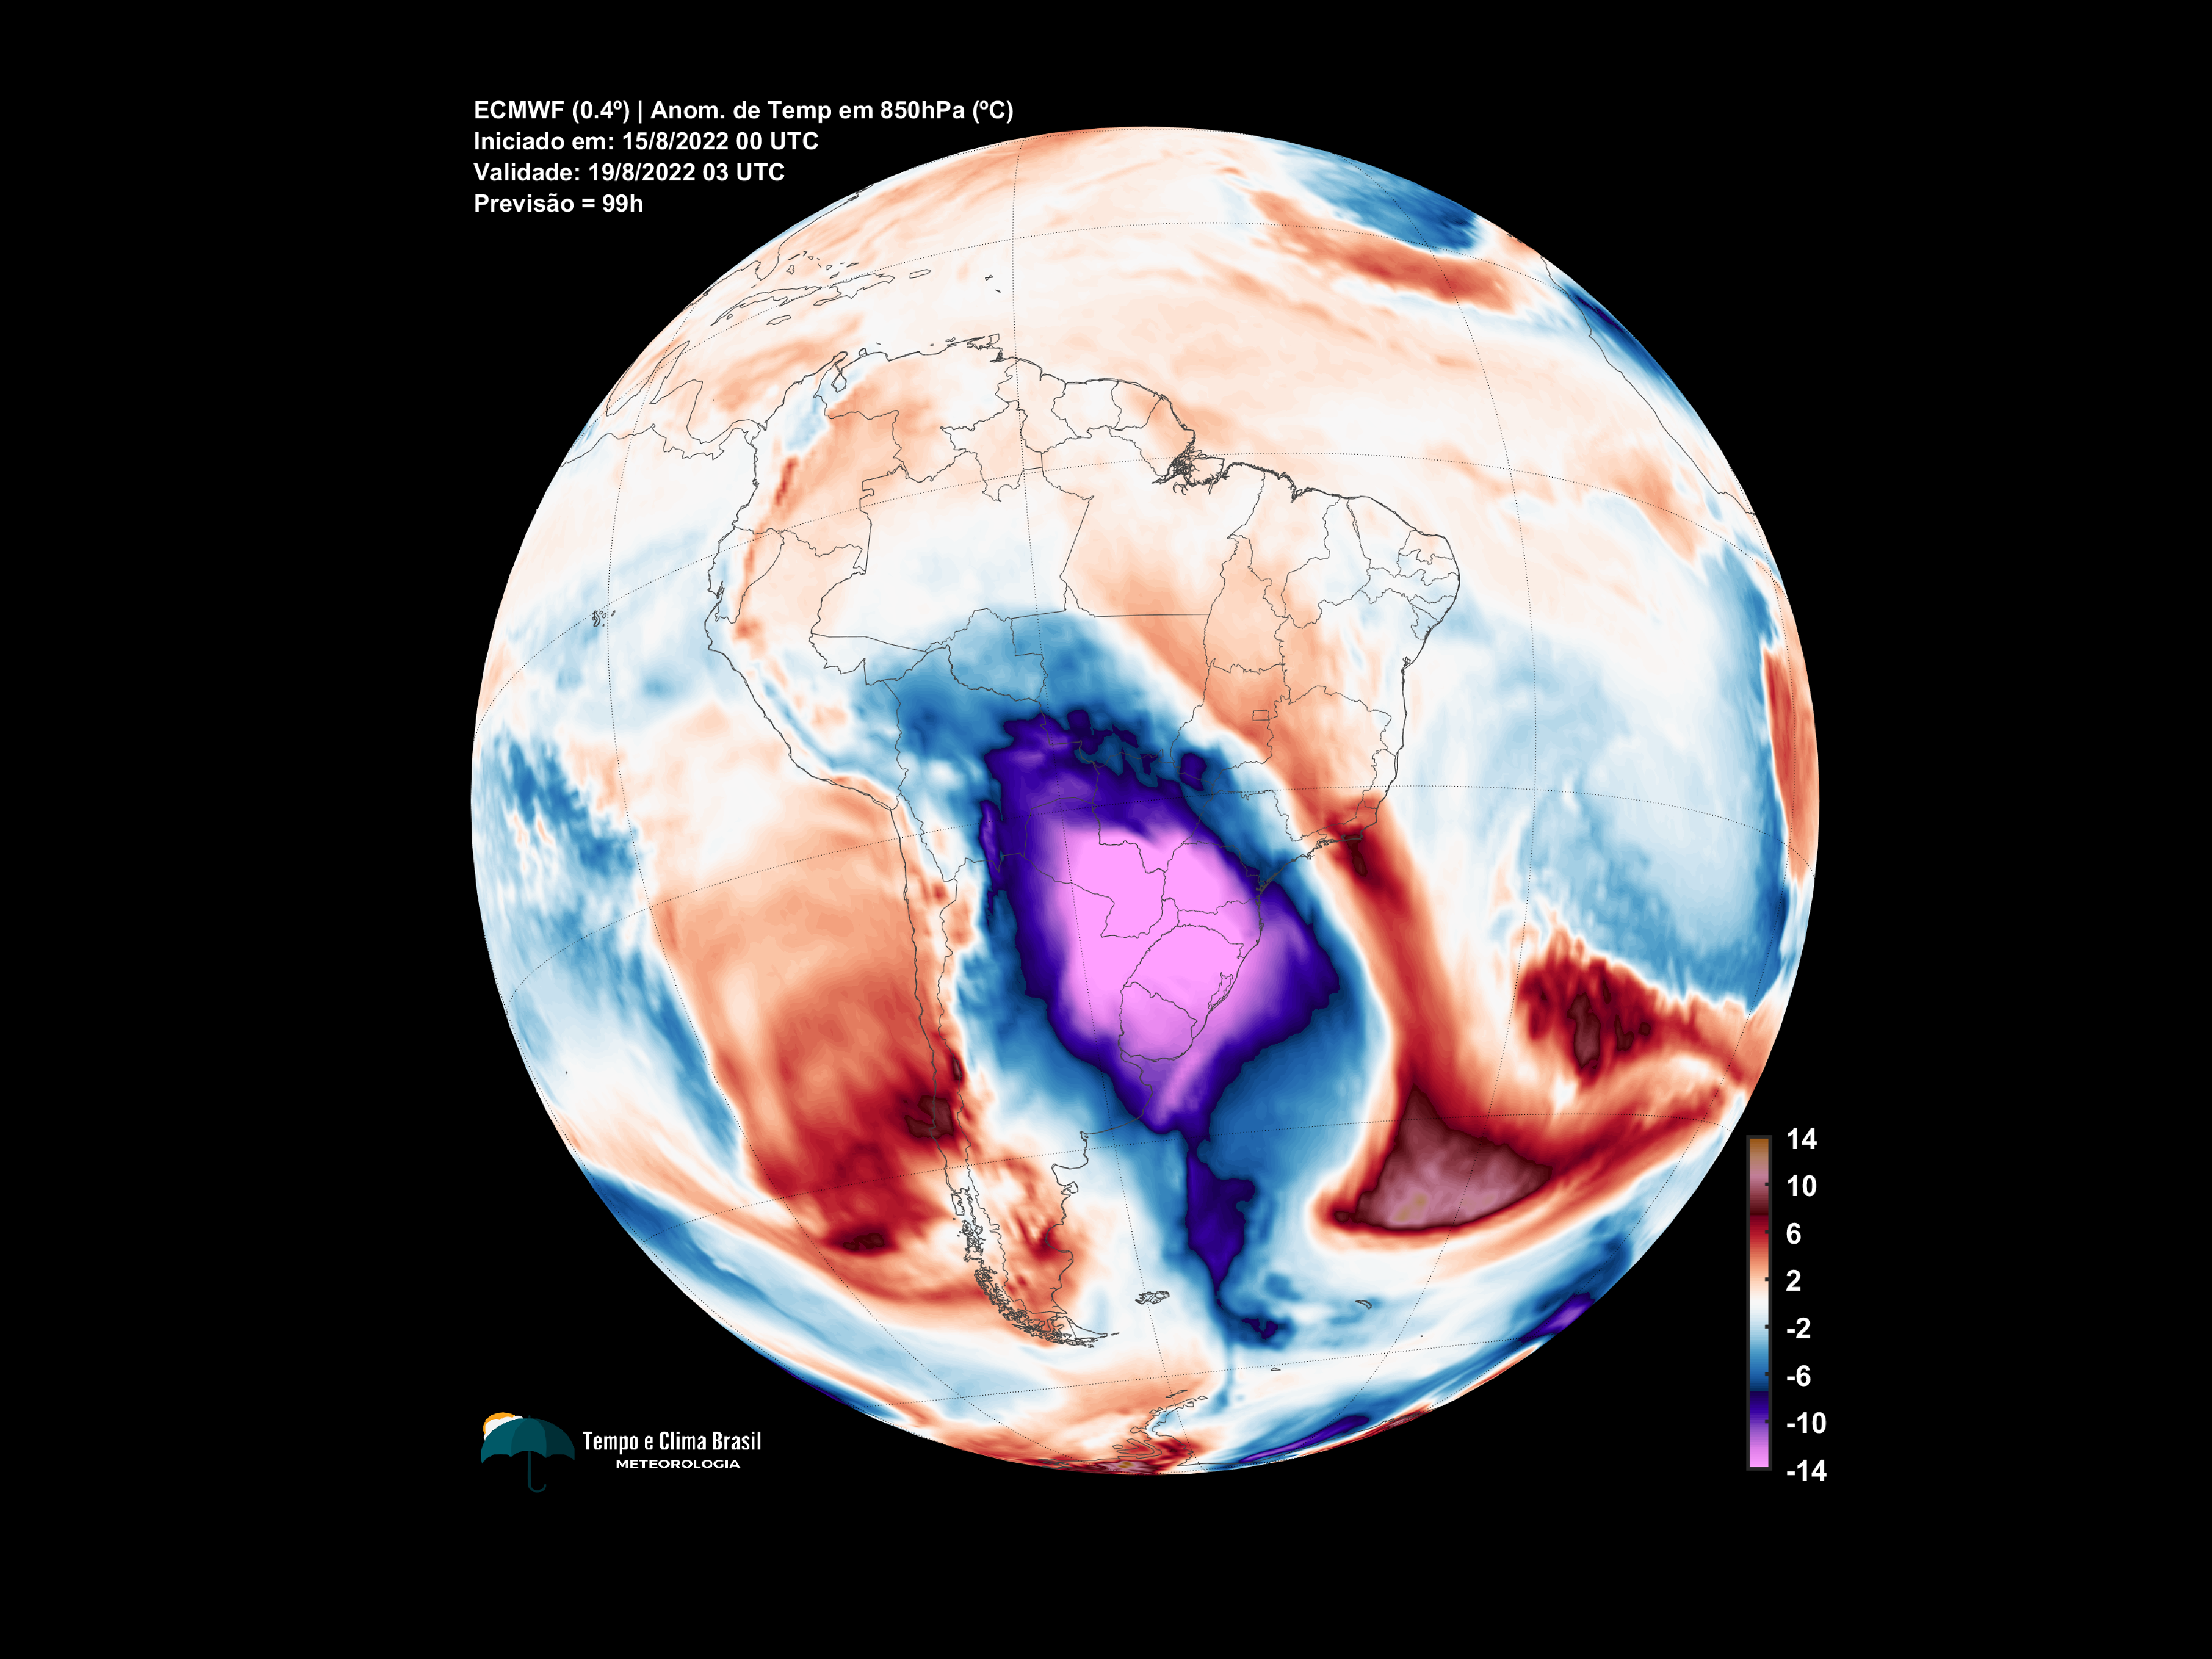 ECMWF (0.4º) | Anom. de Temp em 850hPa (ºC)
Iniciado em: 15/8/2022 00 UTC
Validade: 19/8/2022 03 UTC
Previsão = 99h
14
10
6
2
-2
-6
-10
-14
Tempo e Clima Brasil
METEOROLOGIA